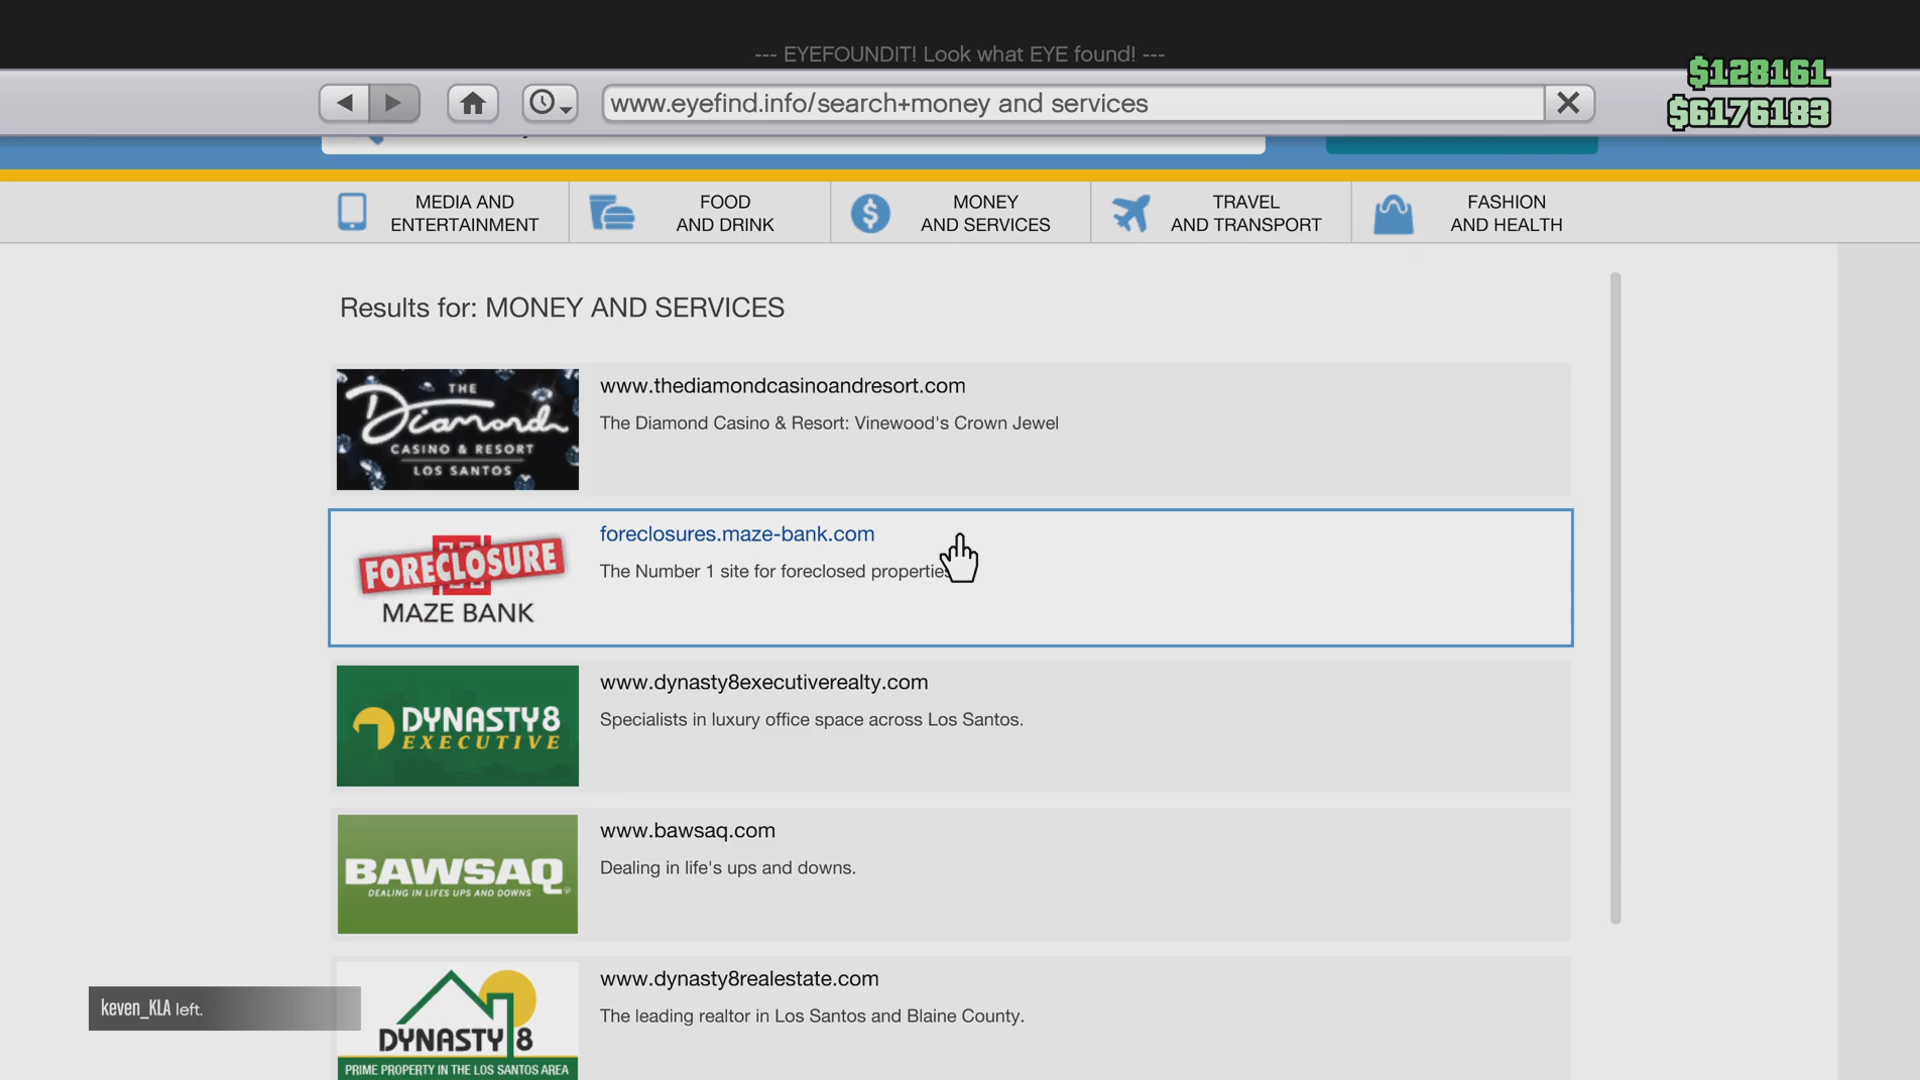 --- EYEFOUNDIT! Look what EYE found! ---
www.eyefind.info/search+money and services
$128161
$6176183
MEDIA AND
ENTERTAINMENT
FOOD
AND DRINK
MONEY
AND SERVICES
TRAVEL
AND TRANSPORT
FASHION
AND HEALTH
Results for: MONEY AND SERVICES
THE
Diamond
CASINO & RESORT
LOS SANTOS
www.thediamondcasinoandresort.com
The Diamond Casino & Resort: Vinewood's Crown Jewel
FORECLOSURE
MAZE BANK
foreclosures.maze-bank.com
The Number 1 site for foreclosed properties
DYNASTY 8
EXECUTIVE
www.dynasty8executiverealty.com
Specialists in luxury office space across Los Santos.
BAWSAQ
DEALING IN LIFES UPS AND DOWNS
www.bawsaq.com
Dealing in life's ups and downs.
DYNASTY 8
PRIME PROPERTY IN THE LOS SANTOS AREA
www.dynasty8realestate.com
The leading realtor in Los Santos and Blaine County.
keven_KLA left.